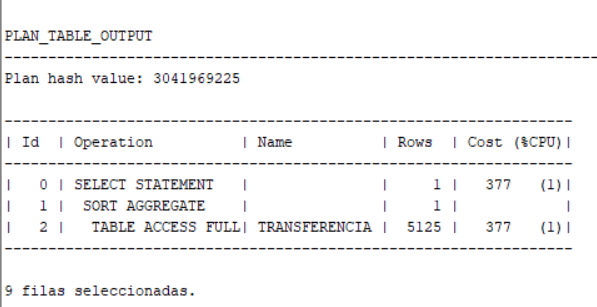 PLAN_TABLE_OUTPUT
--------------------------------------------------------------------------------
Plan hash value: 3041969225

-------------------------------------------------------------------
| Id  | Operation          | Name          | Rows  | Cost (%CPU)|
-------------------------------------------------------------------
|   0 | SELECT STATEMENT   |               |     1 |   377   (1)|
|   1 |  SORT AGGREGATE    |               |     1 |            |
|   2 |   TABLE ACCESS FULL| TRANSFERENCIA |  5125 |   377   (1)|
-------------------------------------------------------------------

9 filas seleccionadas.